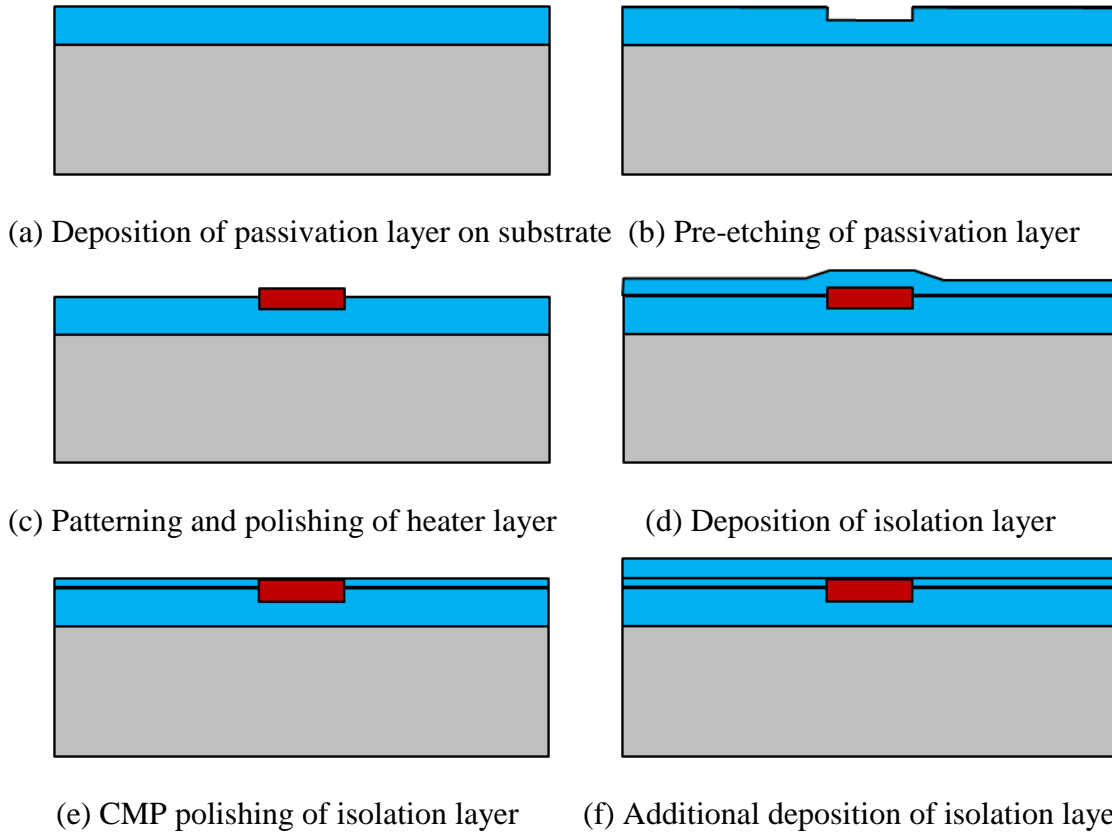 (a) Deposition of passivation layer on substrate (b) Pre-etching of passivation layer
(c) Patterning and polishing of heater layer (d) Deposition of isolation layer
(e) CMP polishing of isolation layer (f) Additional deposition of isolation laye